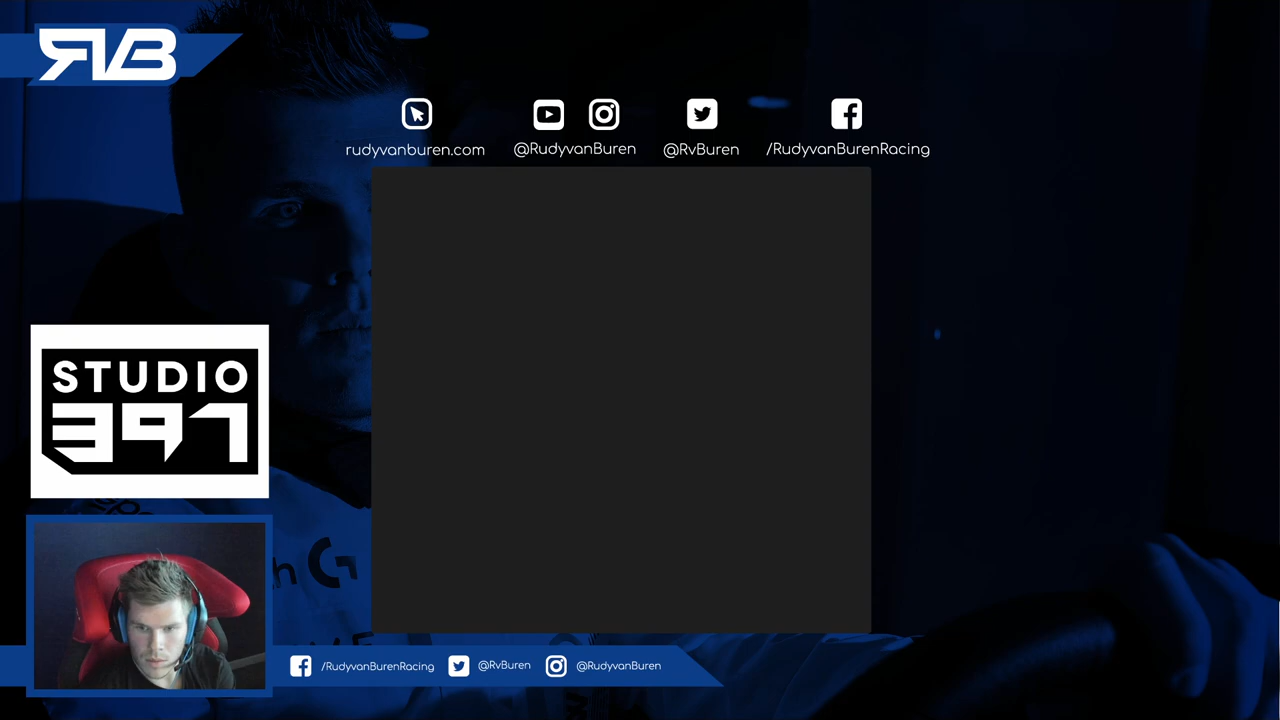 RVB
rudyvanburen.com
@RudyvanBuren
@RvBuren
/RudyvanBurenRacing
STUDIO
397
G
/RudyvanBurenRacing
@RvBuren
@RudyvanBuren